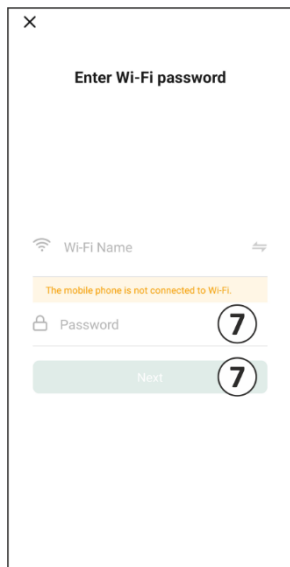 Enter Wi-Fi password
Wi-Fi Name
The mobile phone is not connected to Wi-Fi.
Password 7
Next 7